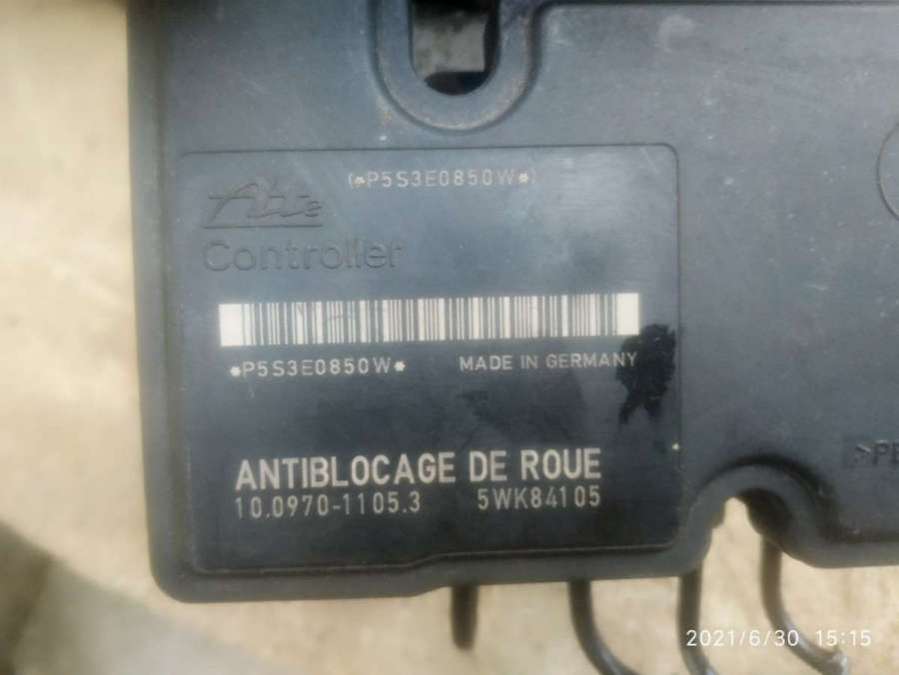 (*P5S3E0850W*)
Ate
Controller
*P5S3E0850W* MADE IN GERMANY
ANTIBLOCAGE DE ROUE
10.0970-1105.3 5WK84105
2021/6/30 15:15